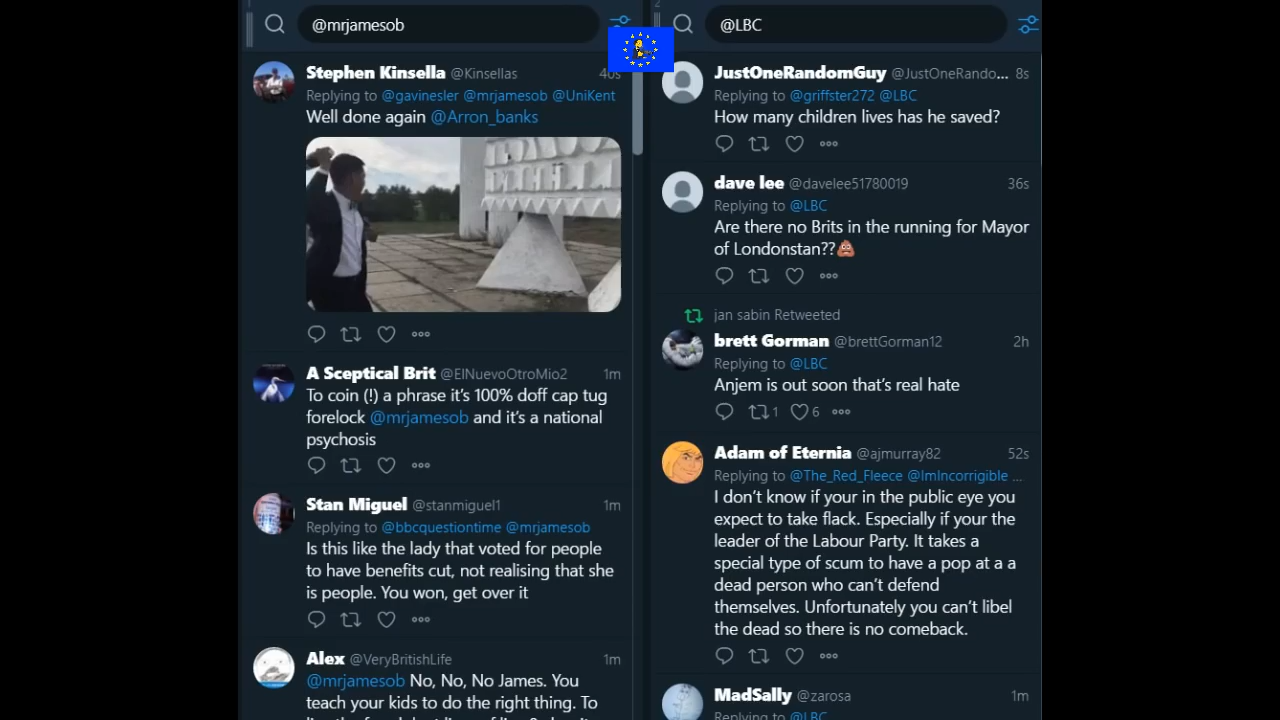 1
@mrjamesob
Stephen Kinsella @Kinsellas 40s
Replying to @gavinesler @mrjamesob @UniKent
Well done again @Arron_banks
A Sceptical Brit @ElNuevoOtroMio2 1m
To coin (!) a phrase it's 100% doff cap tug
forelock @mrjamesob and it's a national
psychosis
Stan Miguel @stanmiguel1 1m
Replying to @bbcquestiontime @mrjamesob
Is this like the lady that voted for people
to have benefits cut, not realising that she
is people. You won, get over it
Alex @VeryBritishLife 1m
@mrjamesob No, No, No James. You
teach your kids to do the right thing. To
2
@LBC
JustOneRandomGuy @JustOneRando... 8s
Replying to @griffster272 @LBC
How many children lives has he saved?
dave lee @davelee51780019 36s
Replying to @LBC
Are there no Brits in the running for Mayor
of Londonstan??💩
jan sabin Retweeted
brett Gorman @brettGorman12 2h
Replying to @LBC
Anjem is out soon that's real hate
1 6
Adam of Eternia @ajmurray82 52s
Replying to @The_Red_Fleece @ImIncorrigible ...
I don't know if your in the public eye you
expect to take flack. Especially if your the
leader of the Labour Party. It takes a
special type of scum to have a pop at a a
dead person who can't defend
themselves. Unfortunately you can't libel
the dead so there is no comeback.
MadSally @zarosa 1m
Replying to @LBC